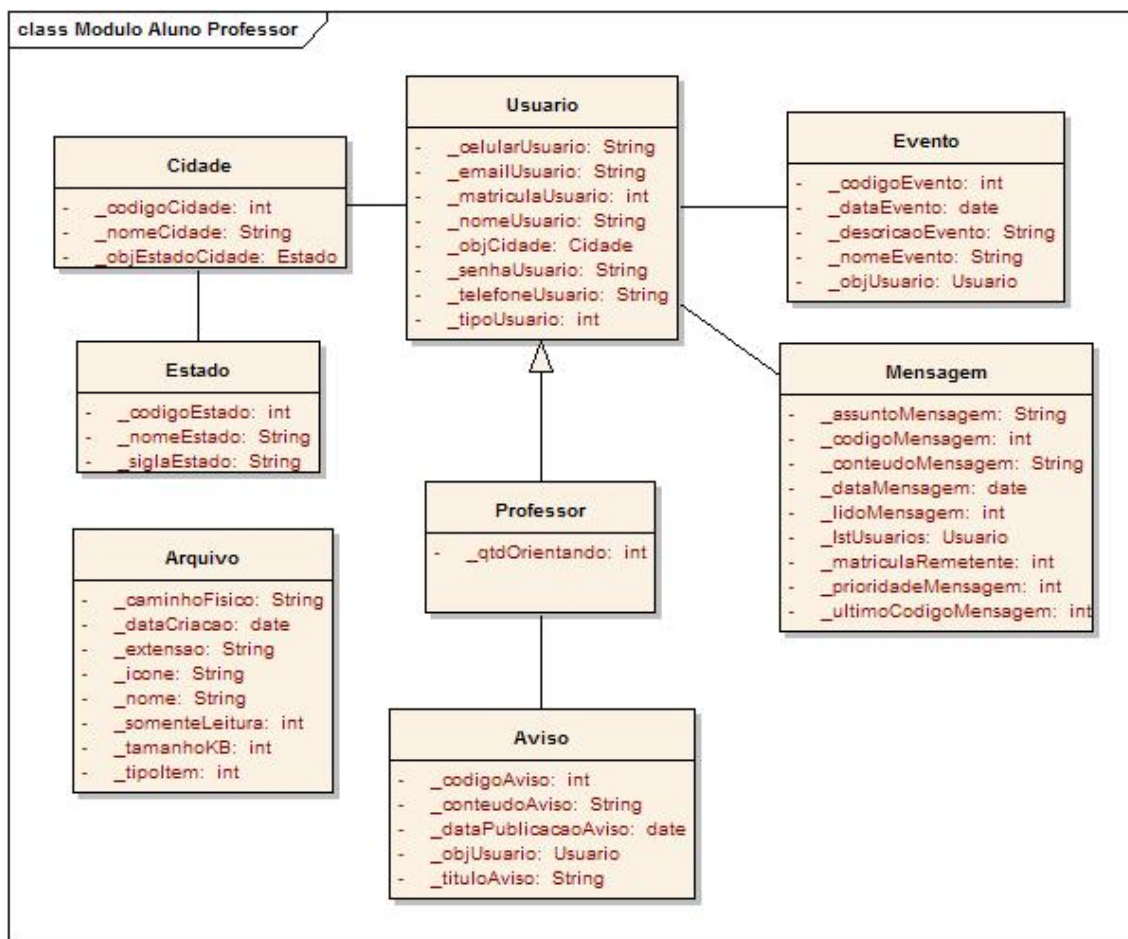 class Modulo Aluno Professor
Usuario
- _celularUsuario: String
- _emailUsuario: String
- _matriculaUsuario: int
- _nomeUsuario: String
- _objCidade: Cidade
- _senhaUsuario: String
- _telefoneUsuario: String
- _tipoUsuario: int
Cidade
- _codigoCidade: int
- _nomeCidade: String
- _objEstadoCidade: Estado
Evento
- _codigoEvento: int
- _dataEvento: date
- _descricaoEvento: String
- _nomeEvento: String
- _objUsuario: Usuario
Estado
- _codigoEstado: int
- _nomeEstado: String
- _siglaEstado: String
Mensagem
- _assuntoMensagem: String
- _codigoMensagem: int
- _conteudoMensagem: String
- _dataMensagem: date
- _lidoMensagem: int
- _lstUsuarios: Usuario
- _matriculaRemetente: int
- _prioridadeMensagem: int
- _ultimoCodigoMensagem: int
Professor
- _qtdOrientando: int
Arquivo
- _caminhoFisico: String
- _dataCriacao: date
- _extensao: String
- _icone: String
- _nome: String
- _somenteLeitura: int
- _tamanhoKB: int
- _tipoItem: int
Aviso
- _codigoAviso: int
- _conteudoAviso: String
- _dataPublicacaoAviso: date
- _objUsuario: Usuario
- _tituloAviso: String